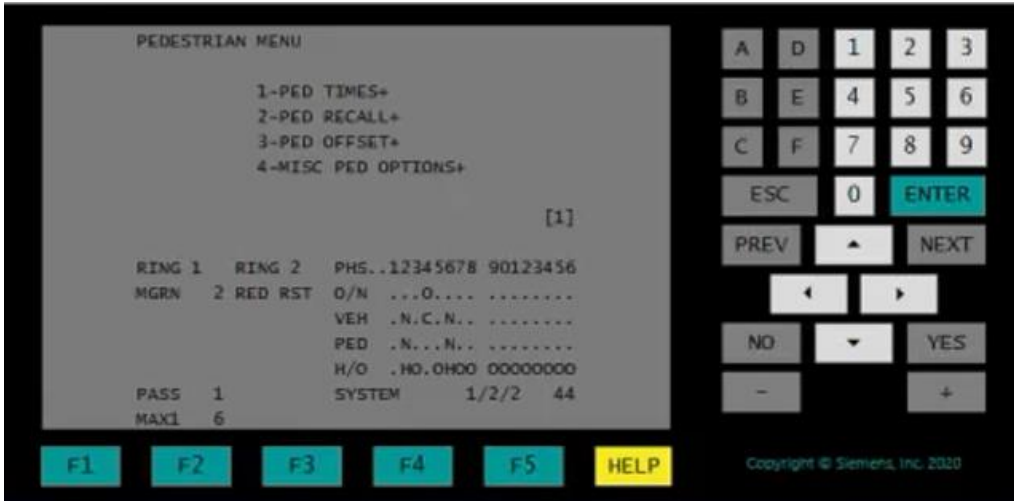 PEDESTRIAN MENU
1-PED TIMES+
2-PED RECALL+
3-PED OFFSET+
4-MISC PED OPTIONS+
[1]
RING 1 RING 2 PHS..12345678 90123456
MGRN 2 RED RST O/N ...O.... ........
VEH .N.C.N.. ........
PED .N...N.. ........
H/O .HO.OHOO OOOOOOOO
PASS 1 SYSTEM 1/2/2 44
MAX1 6
F1 F2 F3 F4 F5 HELP
A D 1 2 3
B E 4 5 6
C F 7 8 9
ESC 0 ENTER
PREV NEXT
NO YES
- +
Copyright © Siemens, Inc. 2020